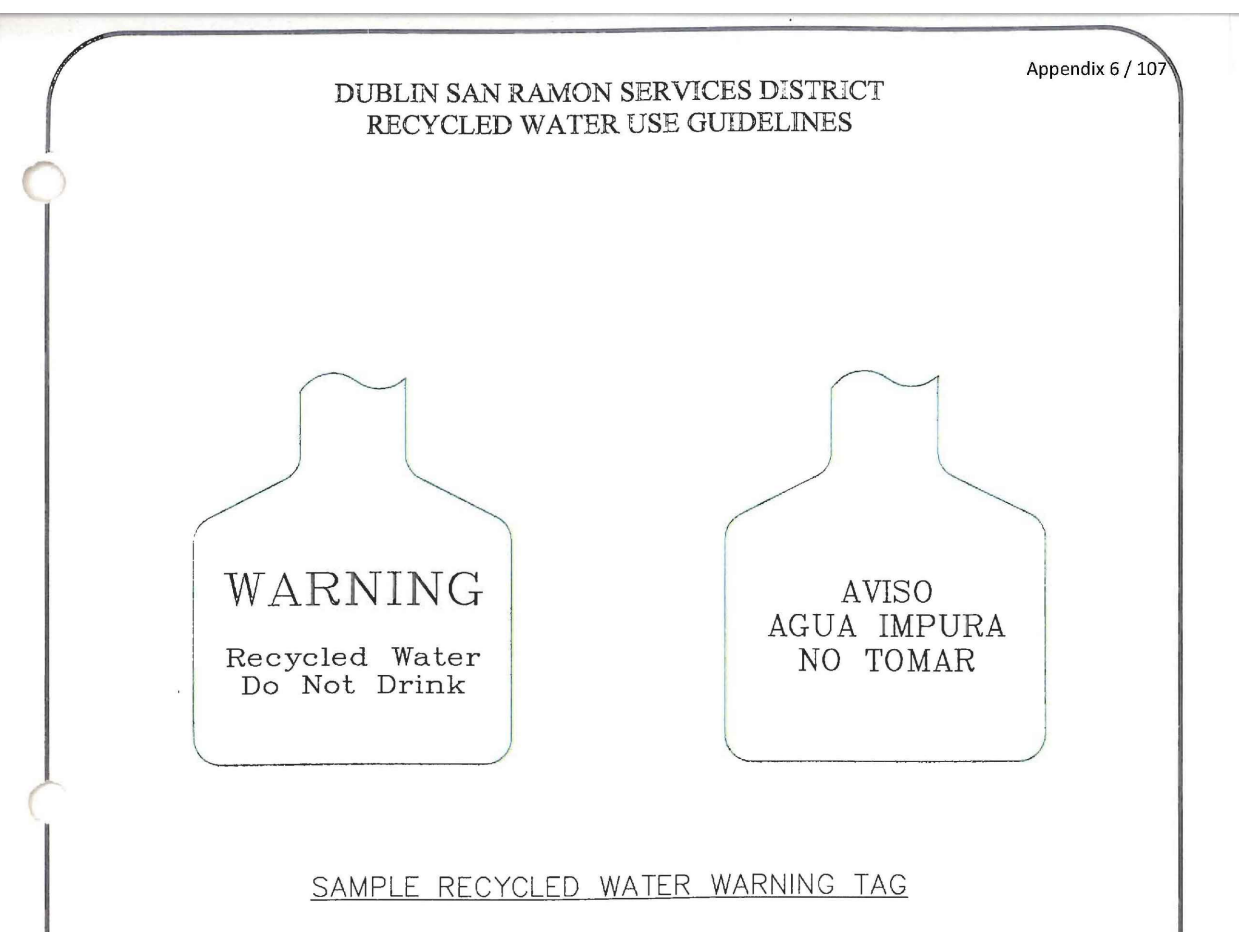 Appendix 6 / 107
DUBLIN SAN RAMON SERVICES DISTRICT
RECYCLED WATER USE GUIDELINES
WARNING
Recycled Water
Do Not Drink
AVISO
AGUA IMPURA
NO TOMAR
SAMPLE RECYCLED WATER WARNING TAG